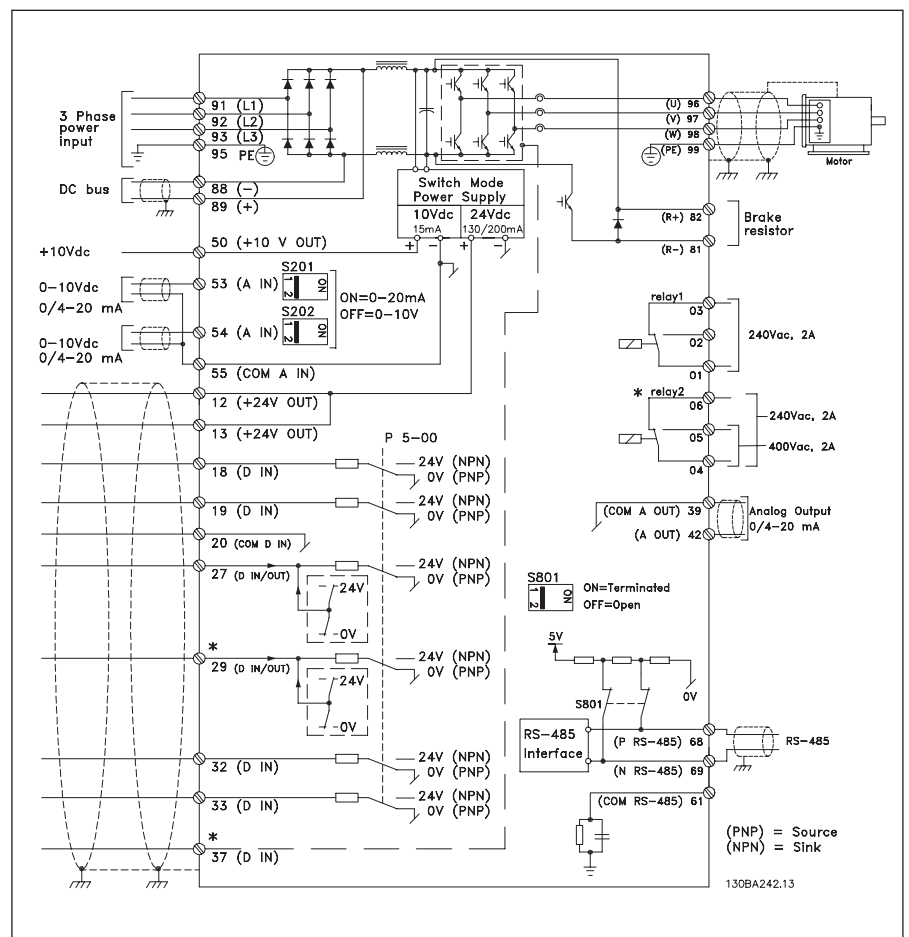 3 Phase
power
input
91 (L1)
92 (L2)
93 (L3)
95 PE
DC bus
88 (-)
89 (+)
+10Vdc
50 (+10 V OUT)
0-10Vdc
0/4-20 mA
53 (A IN)
S201
1 2
ON
0-10Vdc
0/4-20 mA
54 (A IN)
S202
1 2
ON
ON=0-20mA
OFF=0-10V
55 (COM A IN)
12 (+24V OUT)
13 (+24V OUT)
Switch Mode
Power Supply
10Vdc
15mA
24Vdc
130/200mA
+ - + -
(U) 96
(V) 97
(W) 98
(PE) 99
Motor
(R+) 82
(R-) 81
Brake
resistor
relay1
03
02
01
240Vac, 2A
* relay2
06
05
04
240Vac, 2A
400Vac, 2A
P 5-00
18 (D IN)
24V (NPN)
0V (PNP)
19 (D IN)
24V (NPN)
0V (PNP)
20 (COM D IN)
27 (D IN/OUT)
24V (NPN)
0V (PNP)
24V
0V
*
29 (D IN/OUT)
24V (NPN)
0V (PNP)
24V
0V
32 (D IN)
24V (NPN)
0V (PNP)
33 (D IN)
24V (NPN)
0V (PNP)
*
37 (D IN)
(COM A OUT) 39
(A OUT) 42
Analog Output
0/4-20 mA
S801
1 2
ON
ON=Terminated
OFF=Open
5V
0V
S801
RS-485
Interface
(P RS-485) 68
(N RS-485) 69
RS-485
(COM RS-485) 61
(PNP) = Source
(NPN) = Sink
130BA242.13